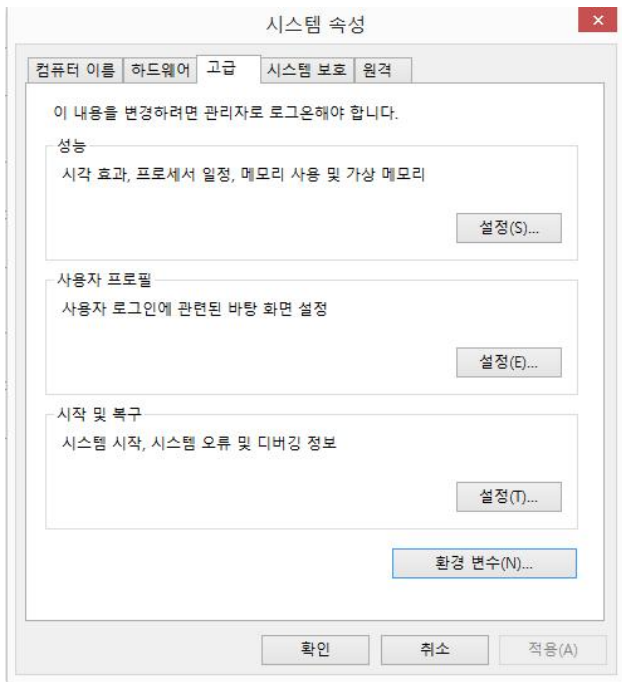 시스템 속성
컴퓨터 이름 하드웨어 고급 시스템 보호 원격
이 내용을 변경하려면 관리자로 로그온해야 합니다.
성능
시각 효과, 프로세서 일정, 메모리 사용 및 가상 메모리
설정(S)...
사용자 프로필
사용자 로그인에 관련된 바탕 화면 설정
설정(E)...
시작 및 복구
시스템 시작, 시스템 오류 및 디버깅 정보
설정(T)...
환경 변수(N)...
확인 취소 적용(A)